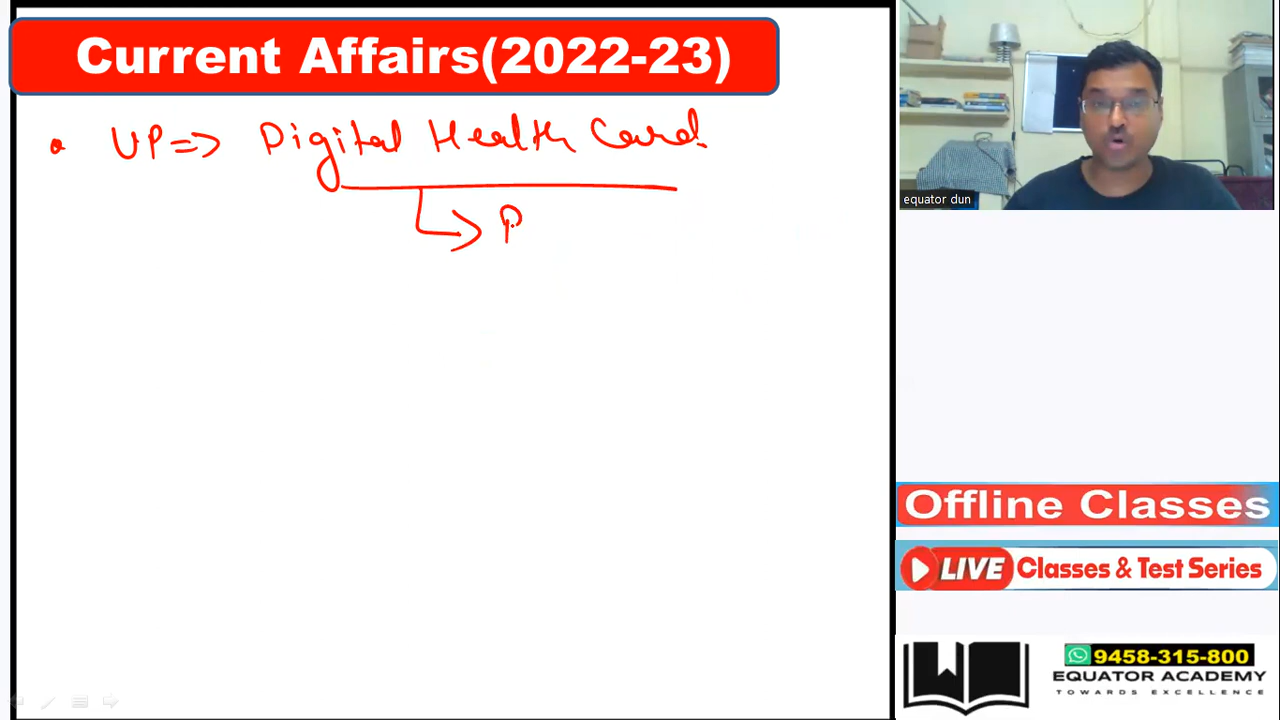 Current Affairs(2022-23)
• UP => Digital Health Card.
P
equator dun
Offline Classes
LIVE Classes & Test Series
9458-315-800
EQUATOR ACADEMY
TOWARDS EXCELLENCE